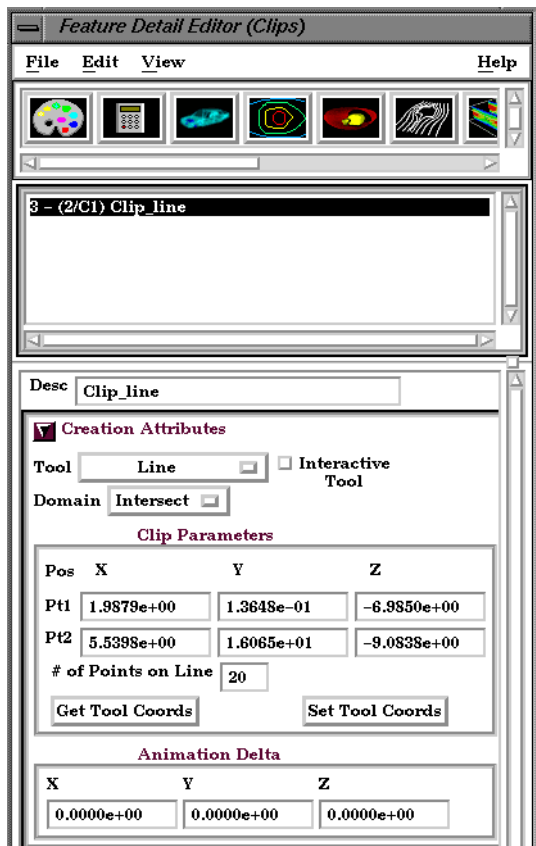 Feature Detail Editor (Clips)
File Edit View Help
3 – (2/C1) Clip_line
Desc Clip_line
Creation Attributes
Tool Line Interactive Tool
Domain Intersect
Clip Parameters
Pos X Y Z
Pt1 1.9879e+00 1.3648e–01 –6.9850e+00
Pt2 5.5398e+00 1.6065e+01 –9.0838e+00
# of Points on Line 20
Get Tool Coords Set Tool Coords
Animation Delta
X Y Z
0.0000e+00 0.0000e+00 0.0000e+00